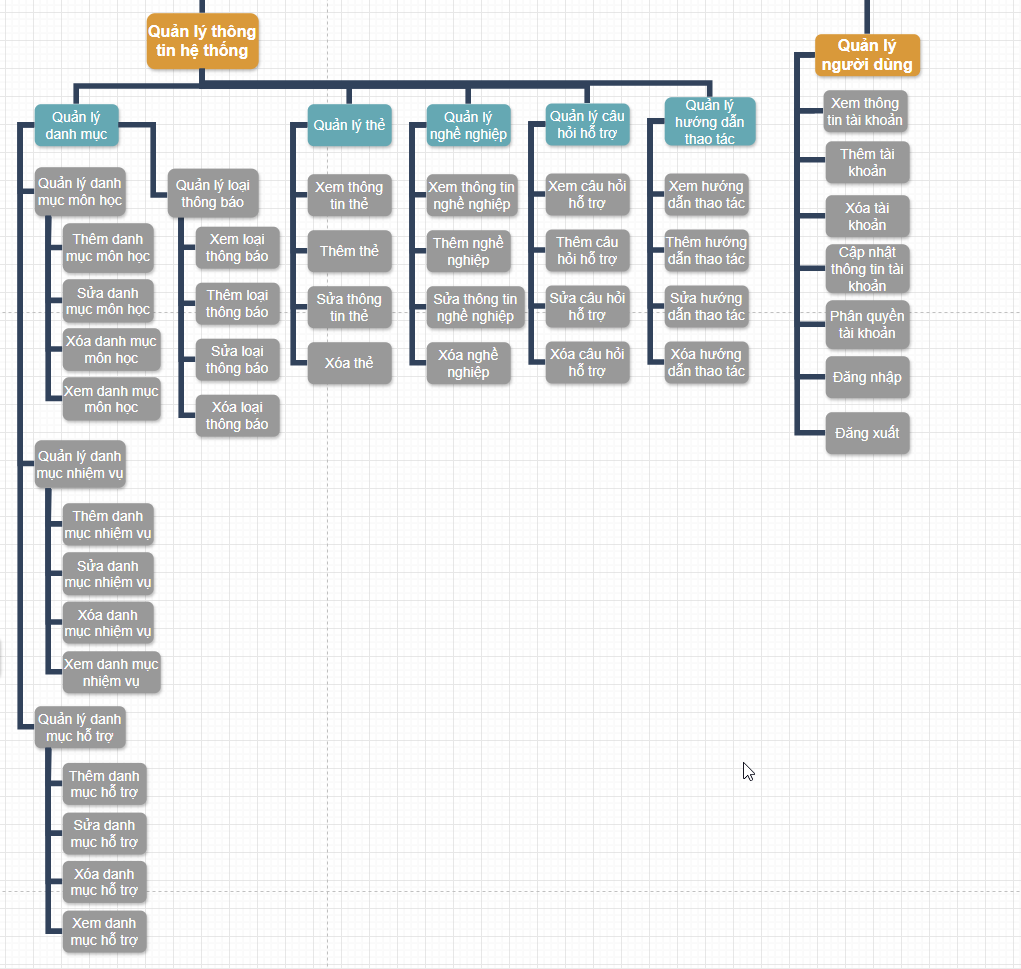 Quản lý thông
tin hệ thống
Quản lý
danh mục
Quản lý danh
mục môn học
Thêm danh
mục môn học
Sửa danh
mục môn học
Xóa danh mục
môn học
Xem danh mục
môn học
Quản lý danh
mục nhiệm vụ
Thêm danh
mục nhiệm vụ
Sửa danh
mục nhiệm vụ
Xóa danh
mục nhiệm vụ
Xem danh mục
nhiệm vụ
Quản lý danh
mục hỗ trợ
Thêm danh
mục hỗ trợ
Sửa danh
mục hỗ trợ
Xóa danh
mục hỗ trợ
Xem danh
mục hỗ trợ
Quản lý loại
thông báo
Xem loại
thông báo
Thêm loại
thông báo
Sửa loại
thông báo
Xóa loại
thông báo
Quản lý thẻ
Xem thông
tin thẻ
Thêm thẻ
Sửa thông
tin thẻ
Xóa thẻ
Quản lý
nghề nghiệp
Xem thông tin
nghề nghiệp
Thêm nghề
nghiệp
Sửa thông tin
nghề nghiệp
Xóa nghề
nghiệp
Quản lý câu
hỏi hỗ trợ
Xem câu hỏi
hỗ trợ
Thêm câu
hỏi hỗ trợ
Sửa câu hỏi
hỗ trợ
Xóa câu hỏi
hỗ trợ
Quản lý
hướng dẫn
thao tác
Xem hướng
dẫn thao tác
Thêm hướng
dẫn thao tác
Sửa hướng
dẫn thao tác
Xóa hướng
dẫn thao tác
Quản lý
người dùng
Xem thông
tin tài khoản
Thêm tài
khoản
Xóa tài
khoản
Cập nhật
thông tin tài
khoản
Phân quyền
tài khoản
Đăng nhập
Đăng xuất